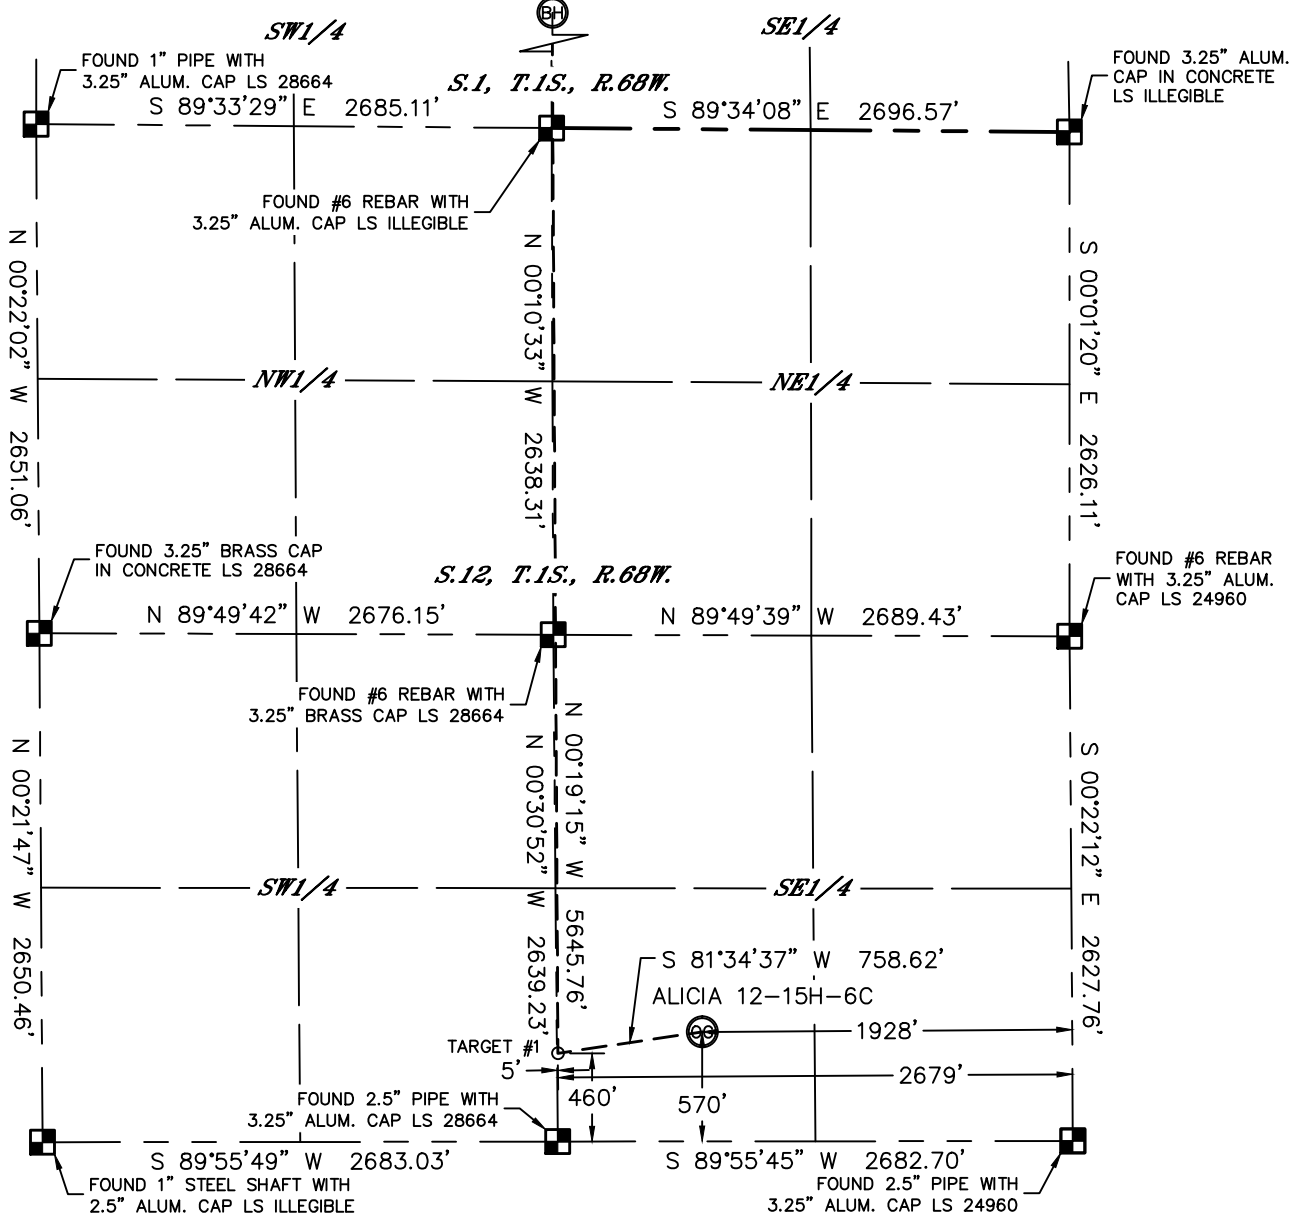 BH
SW1/4
SE1/4
FOUND 1" PIPE WITH
3.25" ALUM. CAP LS 28664
S.1, T.1S., R.68W.
FOUND 3.25" ALUM.
CAP IN CONCRETE
LS ILLEGIBLE
S 89°33'29" E 2685.11'
S 89°34'08" E 2696.57'
FOUND #6 REBAR WITH
3.25" ALUM. CAP LS ILLEGIBLE
N 00°22'02" W 2651.06'
N 00°10'33" W 2638.31'
S 00°01'20" E 2626.11'
NW1/4
NE1/4
FOUND 3.25" BRASS CAP
IN CONCRETE LS 28664
S.12, T.1S., R.68W.
FOUND #6 REBAR
WITH 3.25" ALUM.
CAP LS 24960
N 89°49'42" W 2676.15'
N 89°49'39" W 2689.43'
FOUND #6 REBAR WITH
3.25" BRASS CAP LS 28664
N 00°21'47" W 2650.46'
N 00°30'52" W 2639.23'
N 00°19'15" W 5645.76'
S 00°22'12" E 2627.76'
SW1/4
SE1/4
S 81°34'37" W 758.62'
ALICIA 12-15H-6C
1928'
TARGET #1
5'
2679'
460'
570'
FOUND 2.5" PIPE WITH
3.25" ALUM. CAP LS 28664
S 89°55'49" W 2683.03'
S 89°55'45" W 2682.70'
FOUND 1" STEEL SHAFT WITH
2.5" ALUM. CAP LS ILLEGIBLE
FOUND 2.5" PIPE WITH
3.25" ALUM. CAP LS 24960